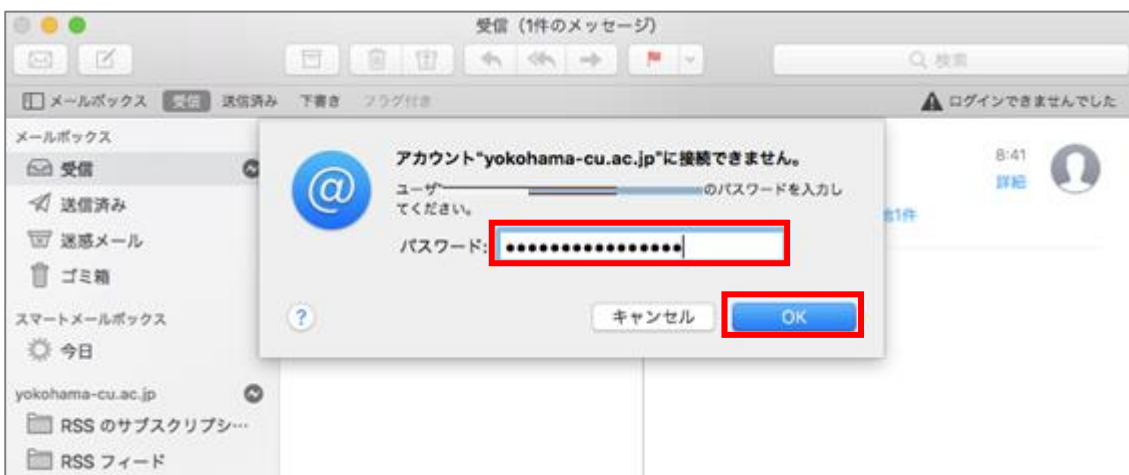 受信（1件のメッセージ）
検索
メールボックス 受信 送信済み 下書き フラグ付き
ログインできませんでした
メールボックス
受信
送信済み
迷惑メール
ゴミ箱
スマートメールボックス
今日
yokohama-cu.ac.jp
RSS のサブスクリプシ…
RSS フィード
アカウント"yokohama-cu.ac.jp"に接続できません。
ユーザ"のパスワードを入力し
てください。
パスワード: ••••••••••••••••
? キャンセル OK
8:41
詳細
他1件